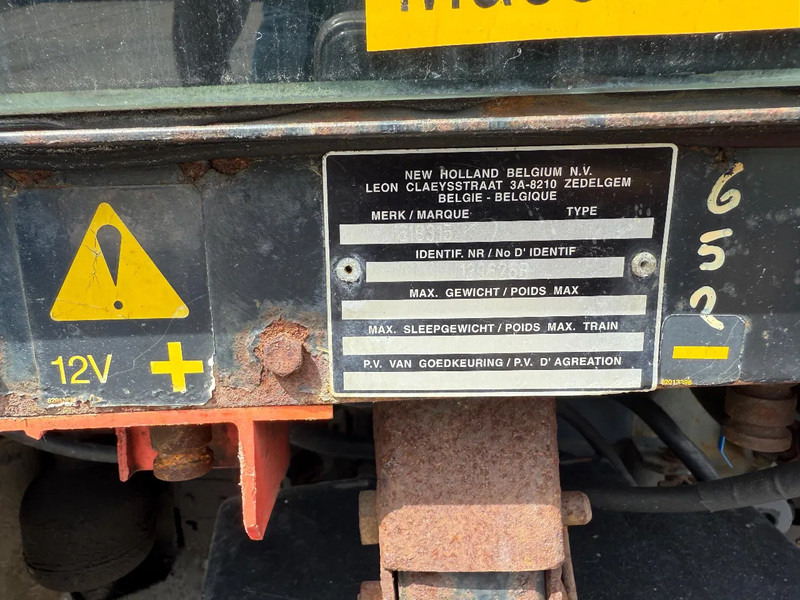 NEW HOLLAND BELGIUM N.V.
LEON CLAEYSSTRAAT 3A-8210 ZEDELGEM
BELGIE - BELGIQUE
MERK / MARQUE TYPE
IDENTIF. NR / No D' IDENTIF
MAX. GEWICHT / POIDS MAX
MAX. SLEEPGEWICHT / POIDS MAX. TRAIN
P.V. VAN GOEDKEURING / P.V. D' AGREATION
12V +
652